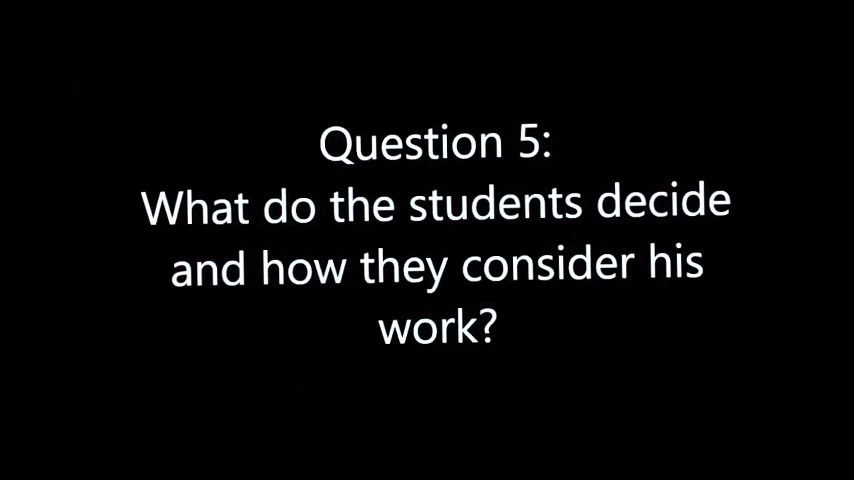 Question 5:
What do the students decide
and how they consider his
work?